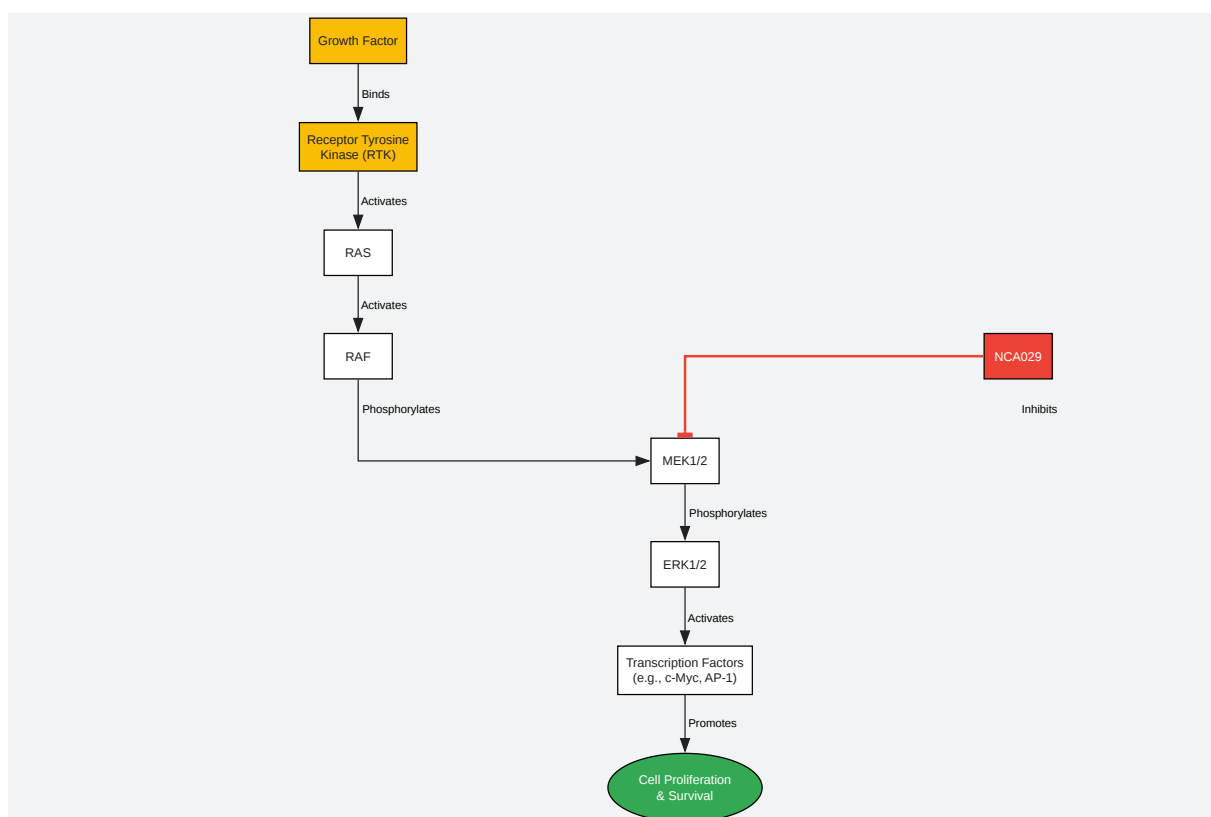 Growth Factor
Binds
Receptor Tyrosine
Kinase (RTK)
Activates
RAS
Activates
RAF
NCA029
Phosphorylates
Inhibits
MEK1/2
Phosphorylates
ERK1/2
Activates
Transcription Factors
(e.g., c-Myc, AP-1)
Promotes
Cell Proliferation
& Survival